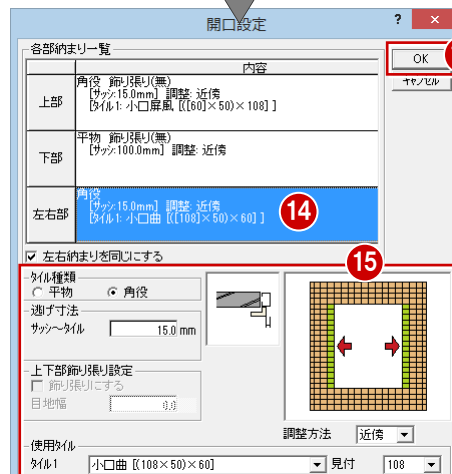 開口設定
? ×
各部納まり一覧
OK
キャンセル
内容
上部
角役 飾り張り(無)
[サッシ:15.0mm] 調整: 近傍
[タイル1: 小口屏風 [([60]×50)×108] ]
下部
平物 飾り張り(無)
[サッシ:100.0mm] 調整: 近傍
左右部
角役
[サッシ:15.0mm] 調整: 近傍
[タイル1: 小口曲 [([108]×50)×60] ]
14
左右納まりを同じにする
15
タイル種類
平物 角役
逃げ寸法
サッシ～タイル 15.0 mm
上下部飾り張り設定
飾り張りにする
目地幅 0.0
調整方法 近傍
使用タイル
タイル1 小口曲 [(108×50)×60] 見付 108